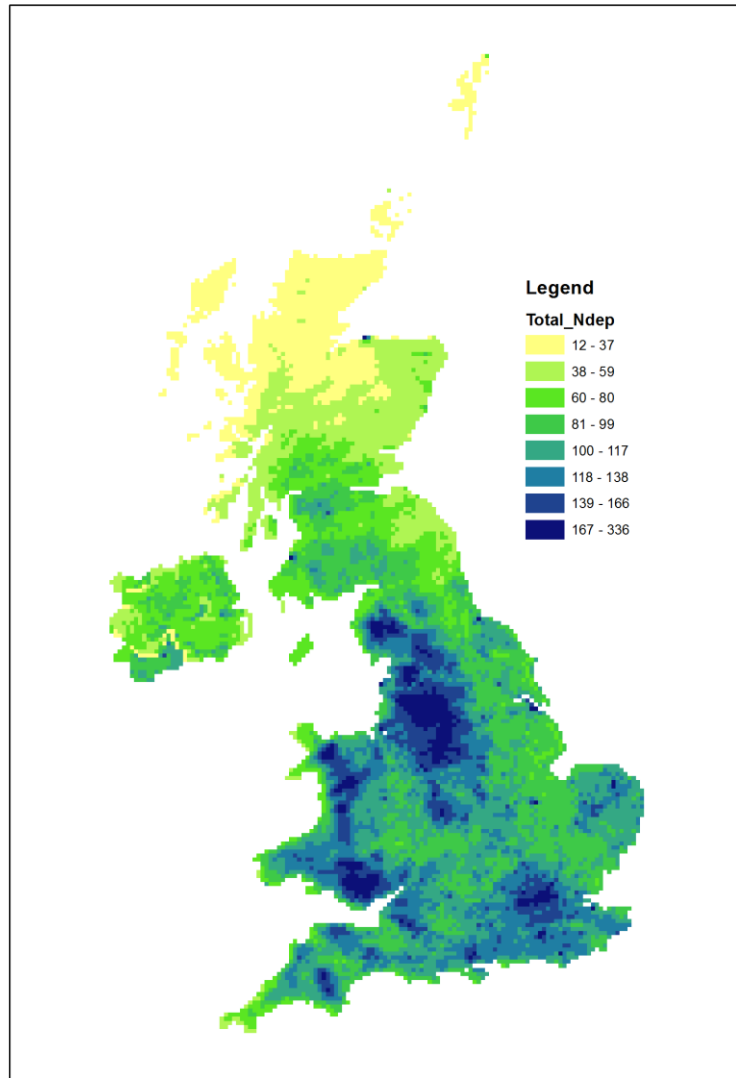 Legend
Total_Ndep
12 - 37
38 - 59
60 - 80
81 - 99
100 - 117
118 - 138
139 - 166
167 - 336